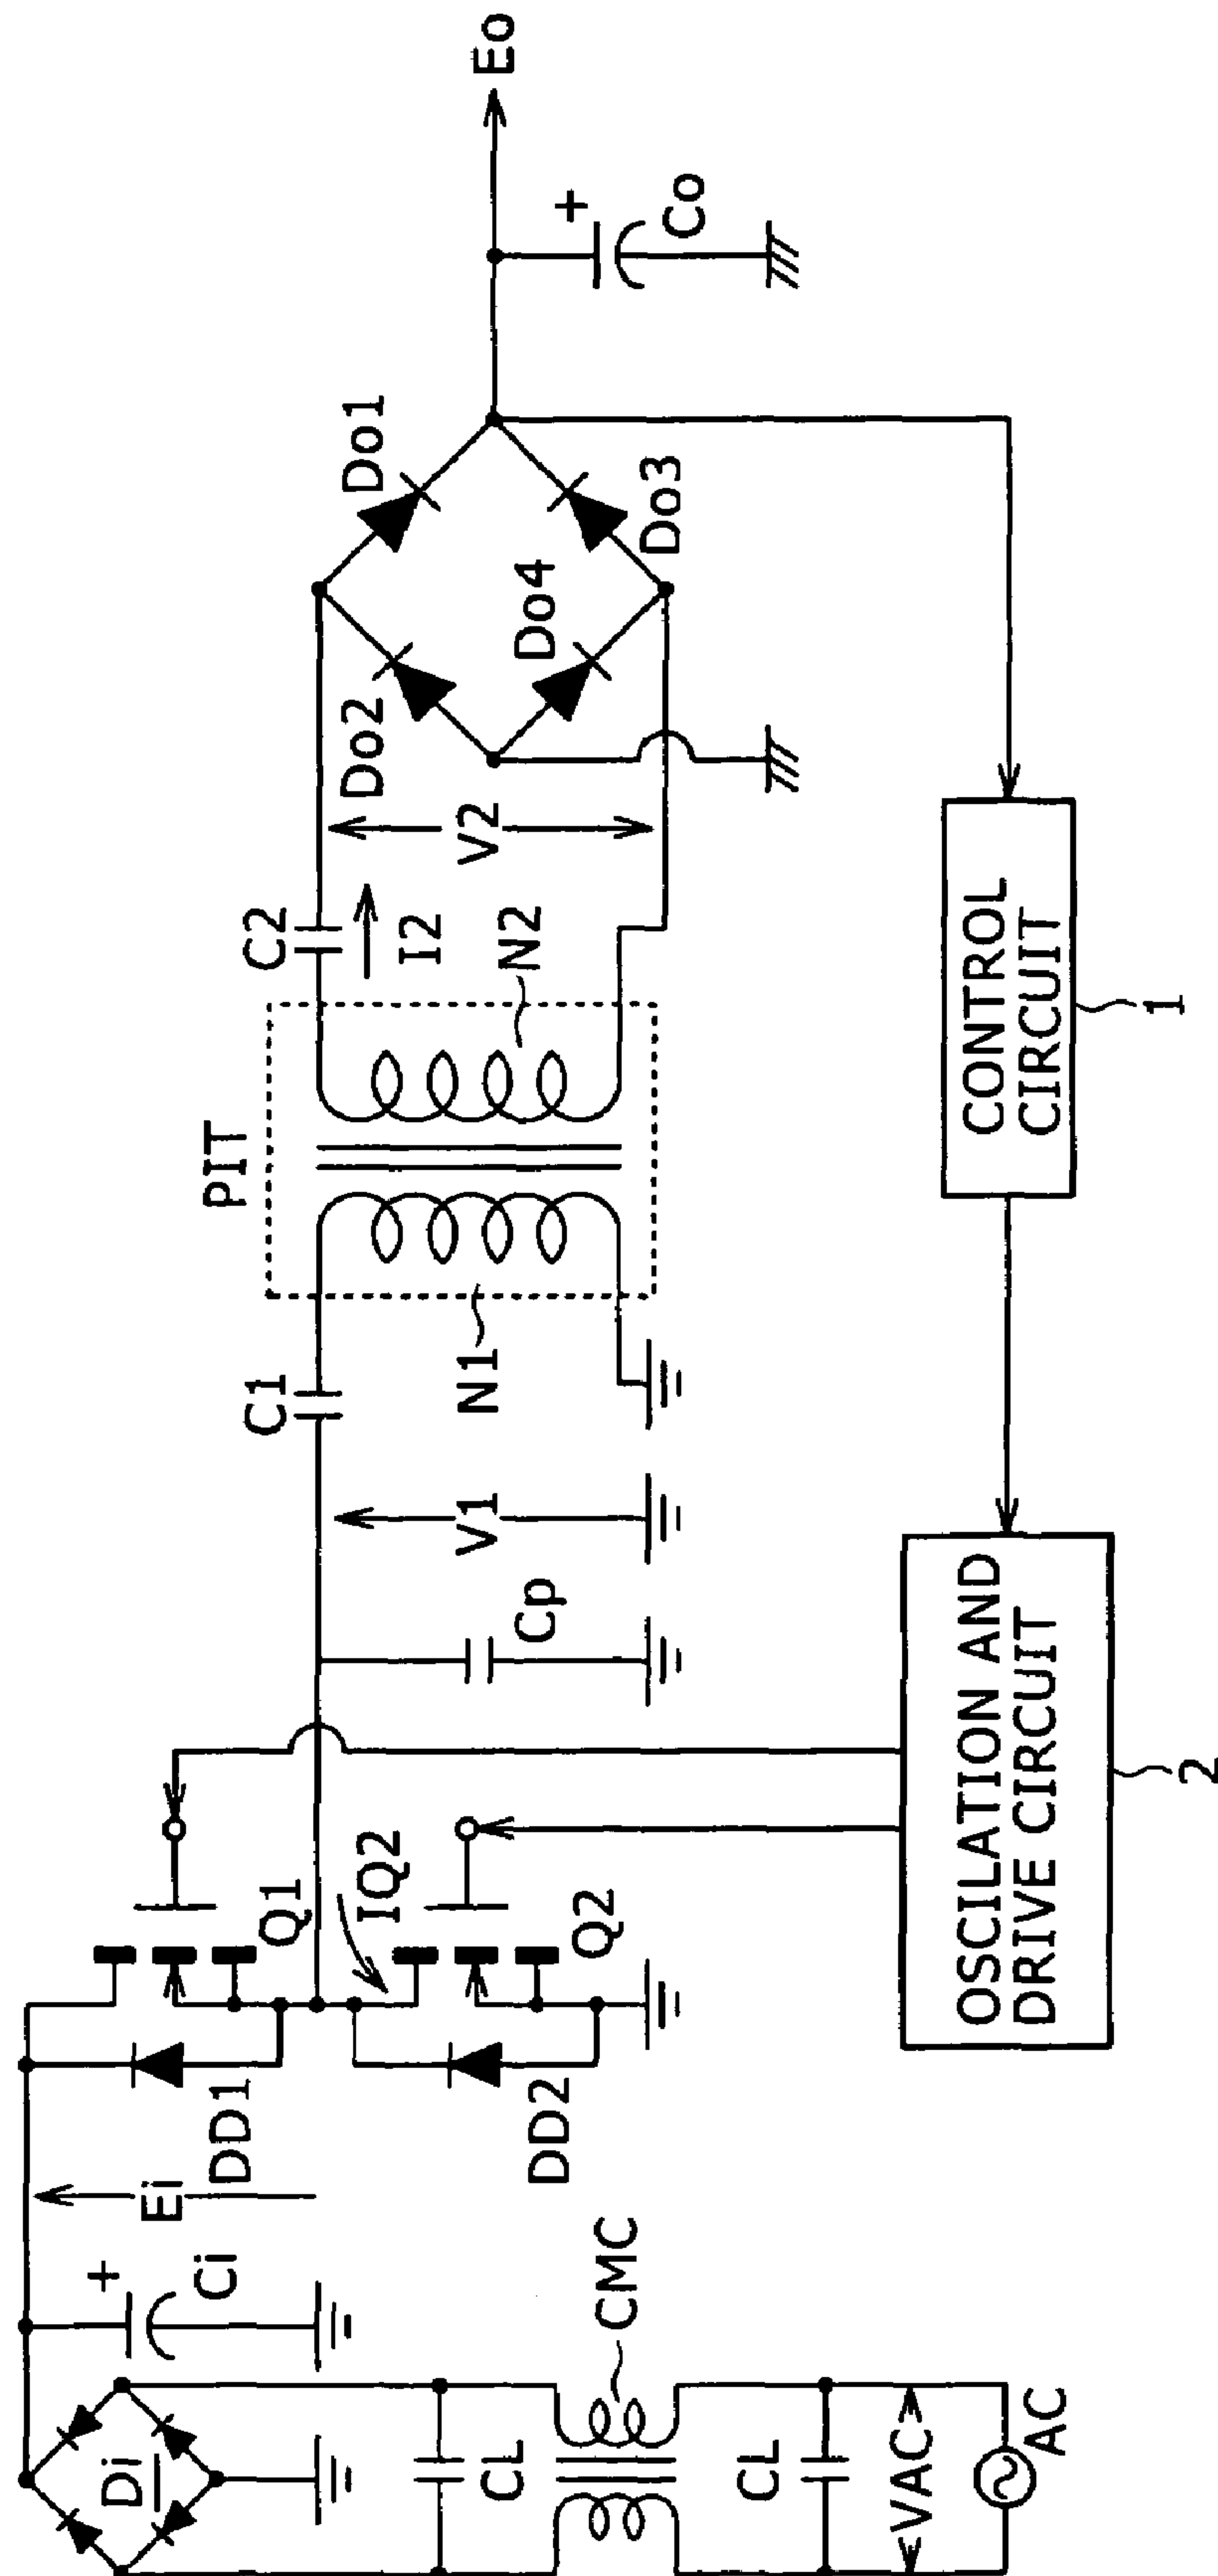 Di
Ci
+
Ei
DD1
Q1
IQ2
DD2
Q2
Cp
V1
C1
N1
PIT
N2
C2
I2
V2
Do2
Do1
Do4
Do3
+
Co
Eo
CL
CMC
CL
VAC
AC
OSCILATION AND
DRIVE CIRCUIT
2
CONTROL
CIRCUIT
1